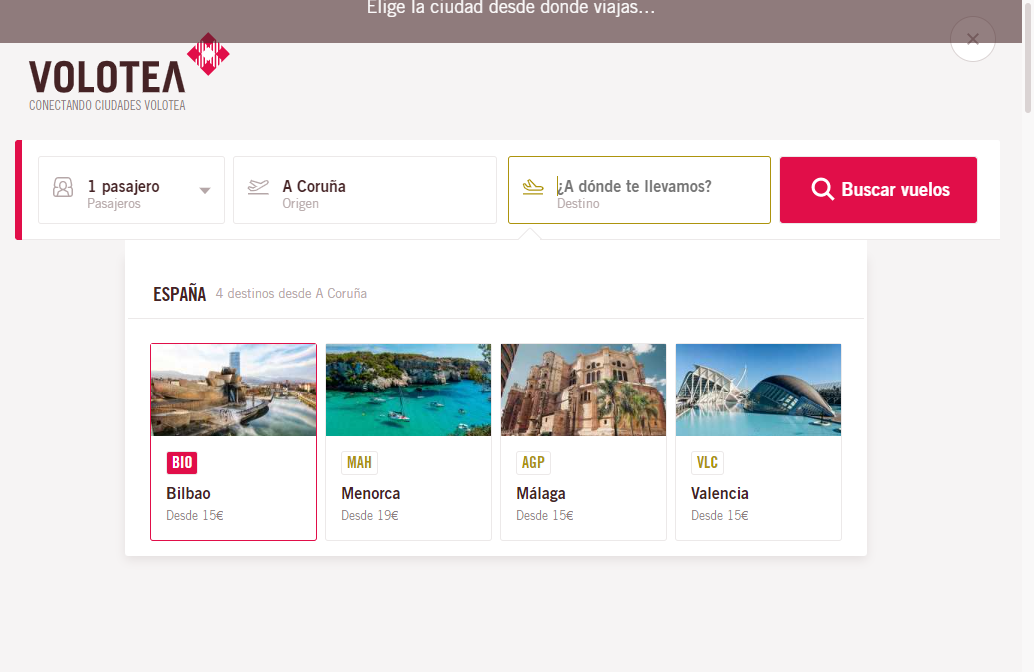 Elige la ciudad desde donde viajas...
VOLOTEA
CONECTANDO CIUDADES VOLOTEA
1 pasajero
Pasajeros
A Coruña
Origen
¿A dónde te llevamos?
Destino
Buscar vuelos
ESPAÑA 4 destinos desde A Coruña
BIO
Bilbao
Desde 15€
MAH
Menorca
Desde 19€
AGP
Málaga
Desde 15€
VLC
Valencia
Desde 15€